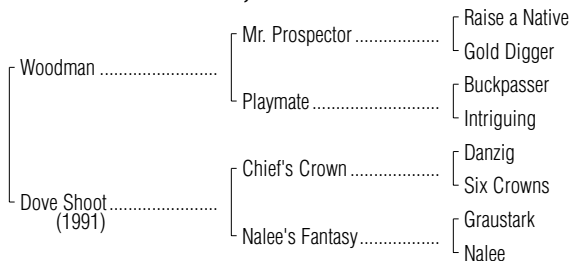 Raise a Native
Mr. Prospector ..................
Gold Digger
Woodman .........................
Buckpasser
Playmate ...........................
Intriguing
Danzig
Chief's Crown ...................
Six Crowns
Dove Shoot .......................
(1991)
Graustark
Nalee's Fantasy .................
Nalee